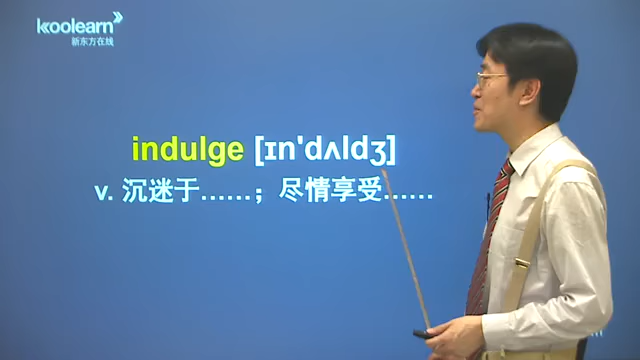 koolearn
新东方在线
indulge [ɪn'dʌldʒ]
v. 沉迷于……；尽情享受……